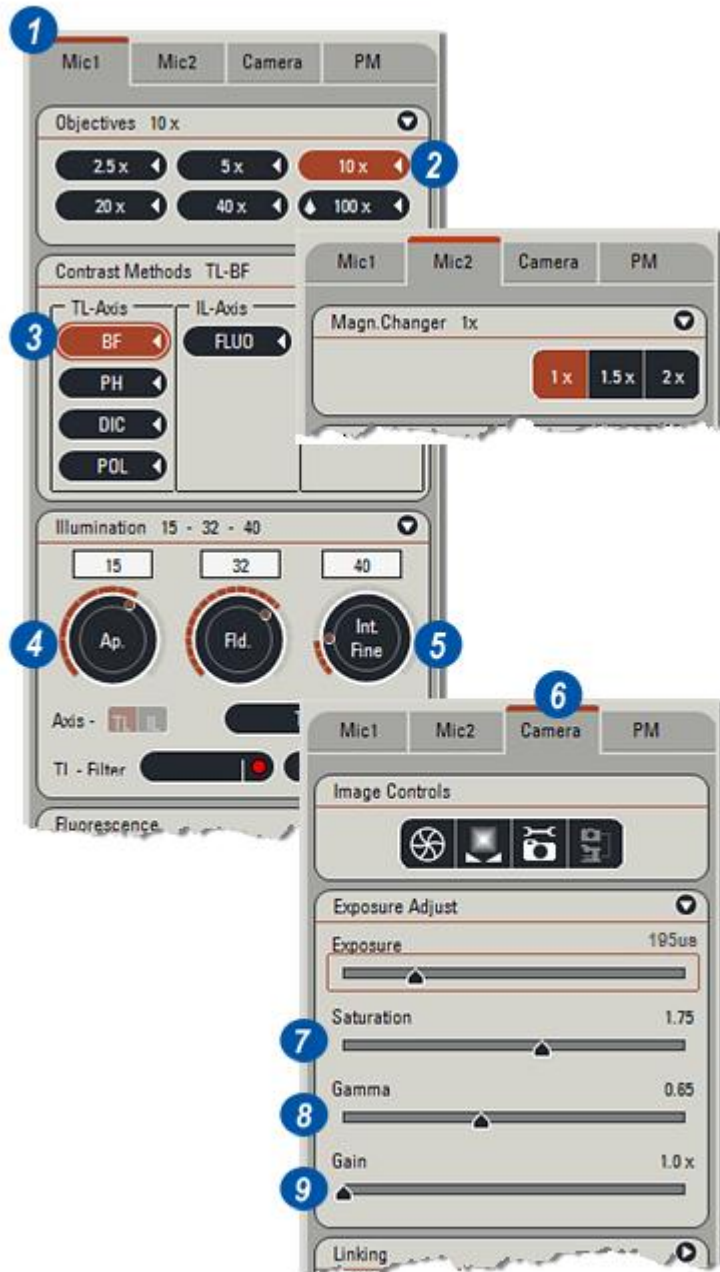 1
Mic1 Mic2 Camera PM
Objectives 10 x
2.5 x 5 x 10 x
2
20 x 40 x 100 x
Contrast Methods TL-BF
TL-Axis IL-Axis
3
BF FLUO
PH
DIC
POL
Mic1 Mic2 Camera PM
Magn.Changer 1x
1 x 1.5 x 2 x
Illumination 15 - 32 - 40
15 32 40
4
Ap. Fld. Int. Fine
5
Axis - TL IL
TL - Filter
Fluorescence
6
Mic1 Mic2 Camera PM
Image Controls
Exposure Adjust
Exposure 195us
Saturation 1.75
7
Gamma 0.65
8
Gain 1.0 x
9
Linking